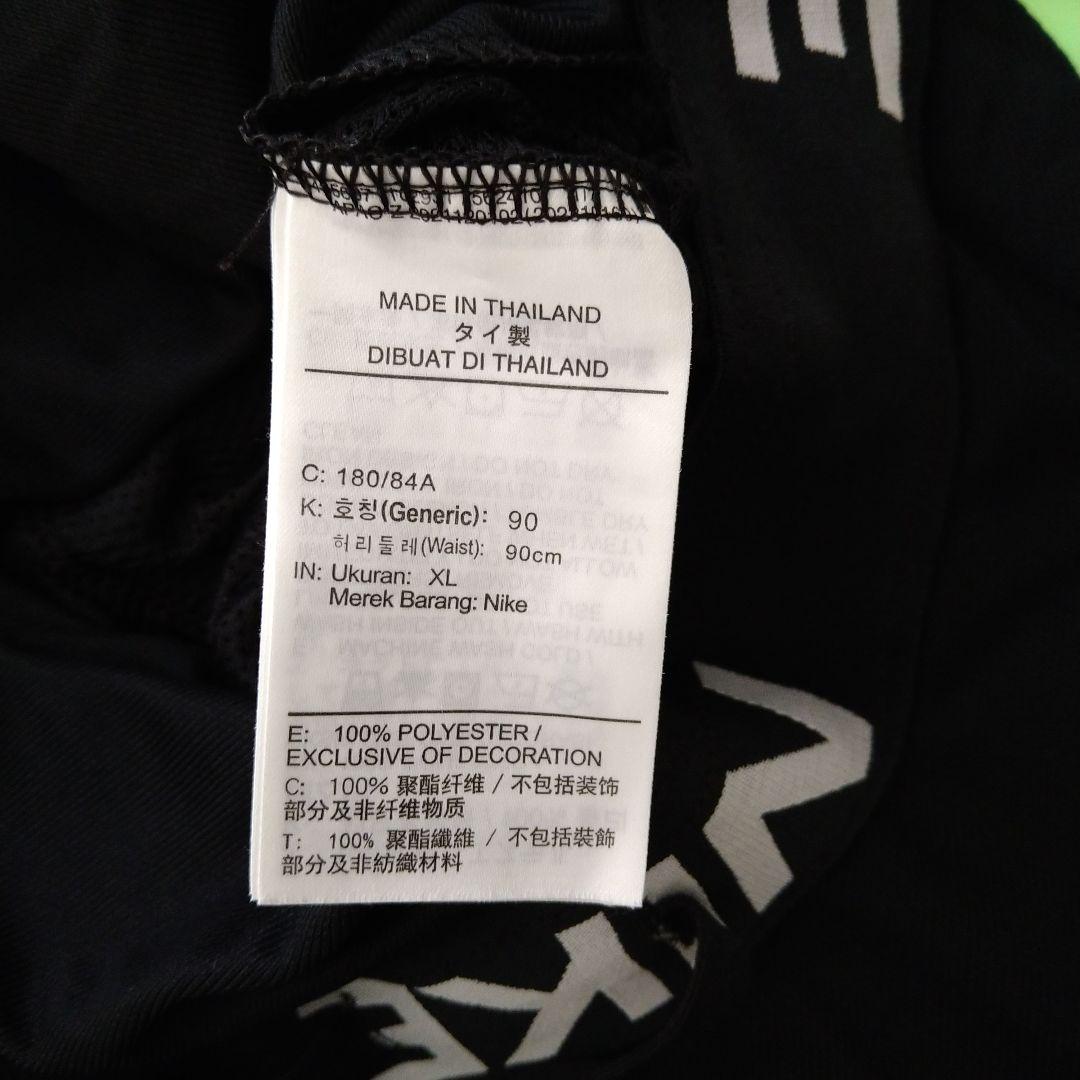 MADE IN THAILAND
タイ製
DIBUAT DI THAILAND
C: 180/84A
K: 호칭(Generic): 90
허리둘레(Waist): 90cm
IN: Ukuran: XL
Merek Barang: Nike
E: 100% POLYESTER /
EXCLUSIVE OF DECORATION
C: 100% 聚酯纤维 / 不包括装饰
部分及非纤维物质
T: 100% 聚酯纖維 / 不包括裝飾
部分及非紡織材料